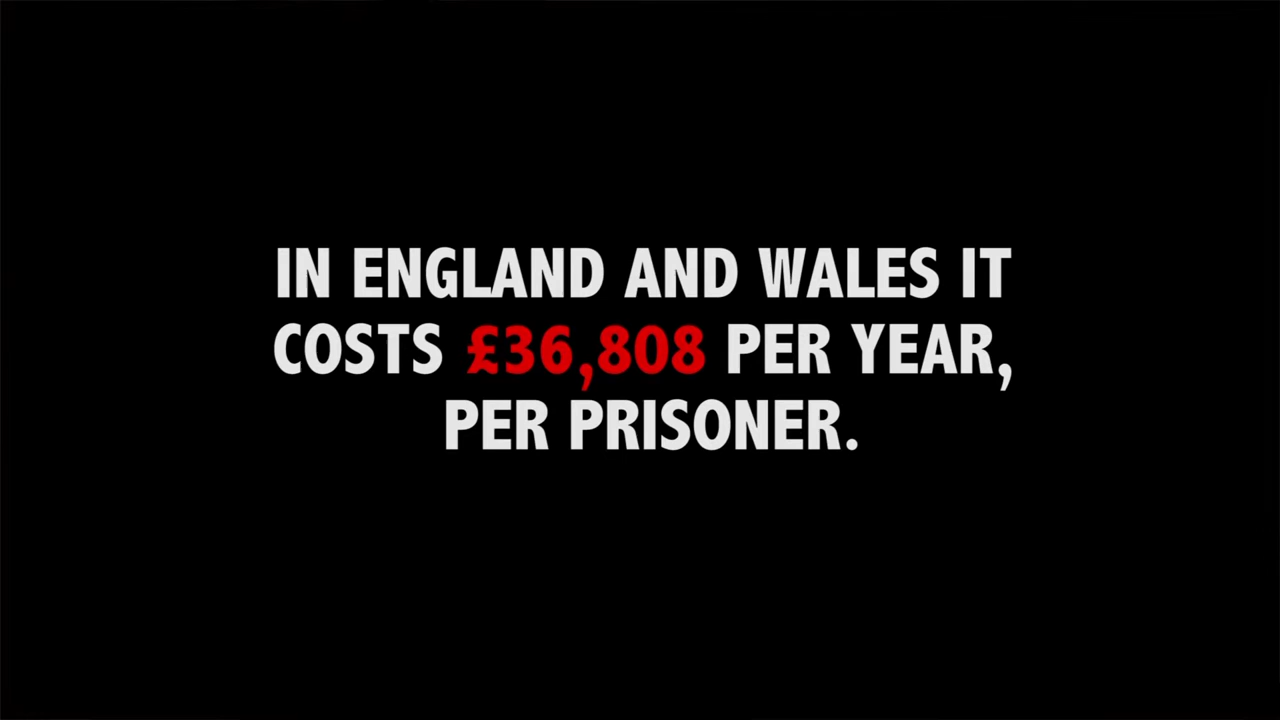 IN ENGLAND AND WALES IT
COSTS £36,808 PER YEAR,
PER PRISONER.